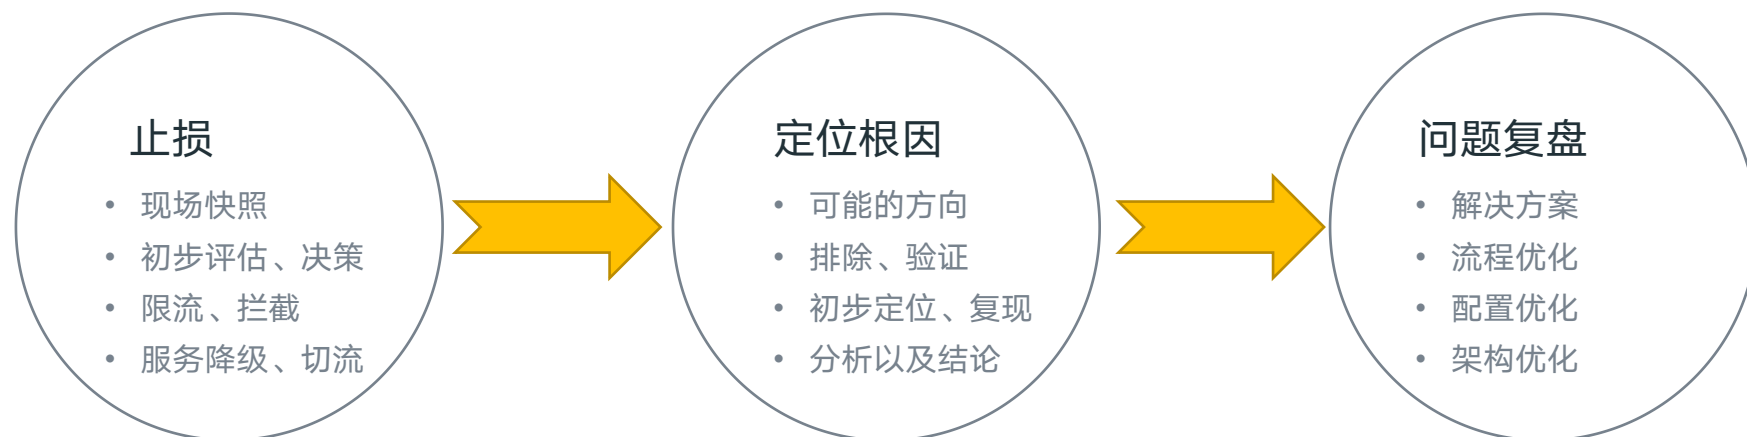 止损
• 现场快照
• 初步评估、决策
• 限流、拦截
• 服务降级、切流
定位根因
• 可能的方向
• 排除、验证
• 初步定位、复现
• 分析以及结论
问题复盘
• 解决方案
• 流程优化
• 配置优化
• 架构优化